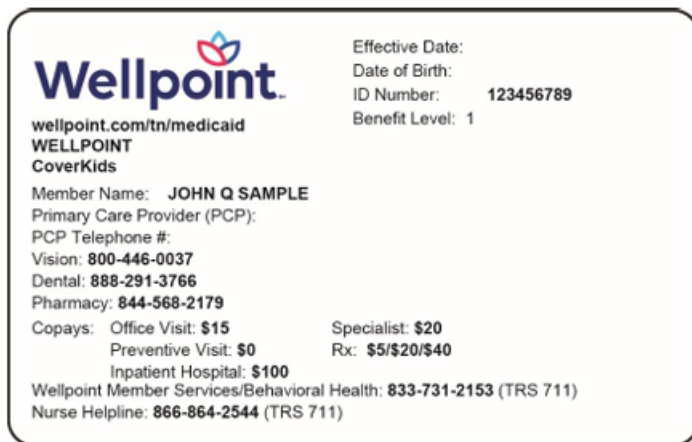 Wellpoint
Effective Date:
Date of Birth:
ID Number: 123456789
Benefit Level: 1
wellpoint.com/tn/medicaid
WELLPOINT
CoverKids
Member Name: JOHN Q SAMPLE
Primary Care Provider (PCP):
PCP Telephone #:
Vision: 800-446-0037
Dental: 888-291-3766
Pharmacy: 844-568-2179
Copays: Office Visit: $15 Specialist: $20
Preventive Visit: $0 Rx: $5/$20/$40
Inpatient Hospital: $100
Wellpoint Member Services/Behavioral Health: 833-731-2153 (TRS 711)
Nurse Helpline: 866-864-2544 (TRS 711)